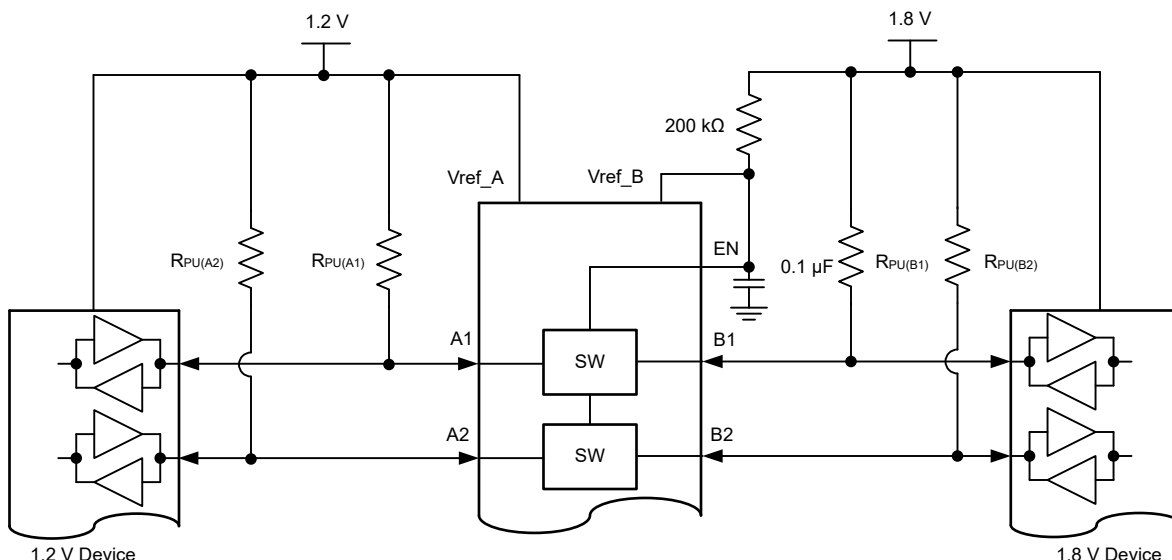 1.2 V
1.8 V
200 kΩ
Vref_A
Vref_B
EN
RPU(A2)
RPU(A1)
0.1 µF
RPU(B1)
RPU(B2)
A1
SW
B1
A2
SW
B2
1.2 V Device
1.8 V Device